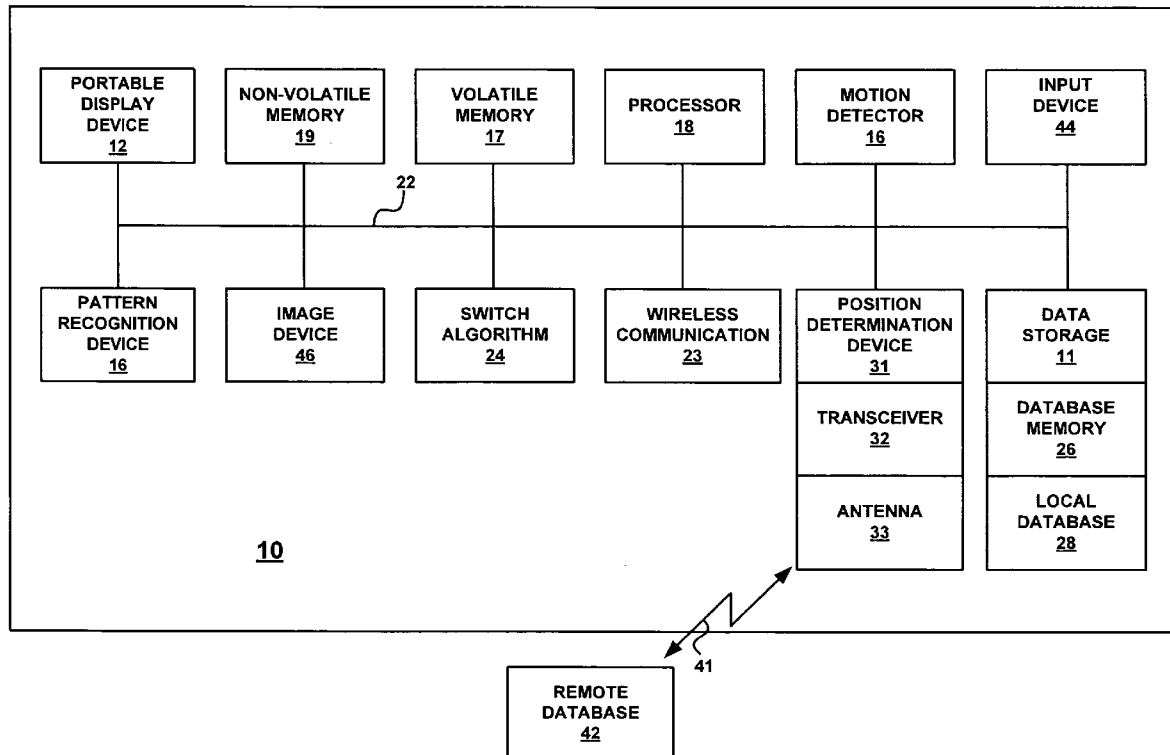 PORTABLE
DISPLAY
DEVICE
12
NON-VOLATILE
MEMORY
19
VOLATILE
MEMORY
17
PROCESSOR
18
MOTION
DETECTOR
16
INPUT
DEVICE
44
22
PATTERN
RECOGNITION
DEVICE
16
IMAGE
DEVICE
46
SWITCH
ALGORITHM
24
WIRELESS
COMMUNICATION
23
POSITION
DETERMINATION
DEVICE
31
TRANSCEIVER
32
ANTENNA
33
DATA
STORAGE
11
DATABASE
MEMORY
26
LOCAL
DATABASE
28
10
41
REMOTE
DATABASE
42